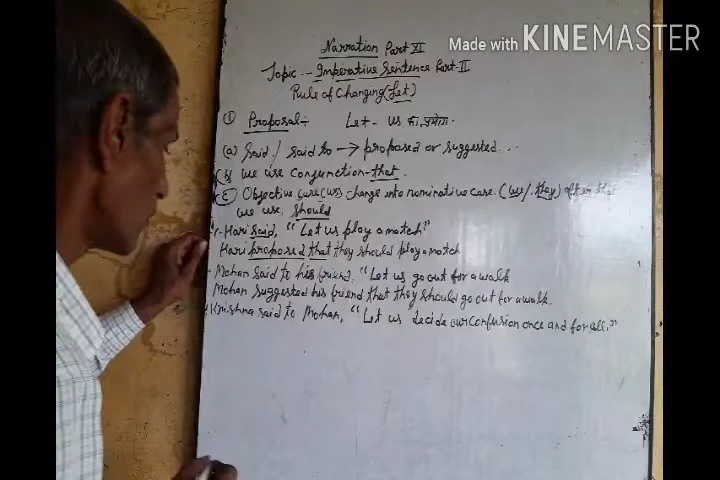 Made with KINEMASTER
Narration Part XI
Topic :- Imperative Sentence Part II
Rule of Changing (Let)
① Proposal :- Let - us का प्रयोग.
(a) Said / said to → proposed or suggested...
(b) we use conjunction - that.
(c) Objective case (us) change into nominative case. (we/they) after that
we use should
Hari said, "Let us play a match"
Hari proposed that they should play a match.
Mohan said to his friend, "Let us go out for a walk
Mohan suggested his friend that they should go out for a walk.
Krishna said to Mohan, "Let us decide our confusion once and for all."